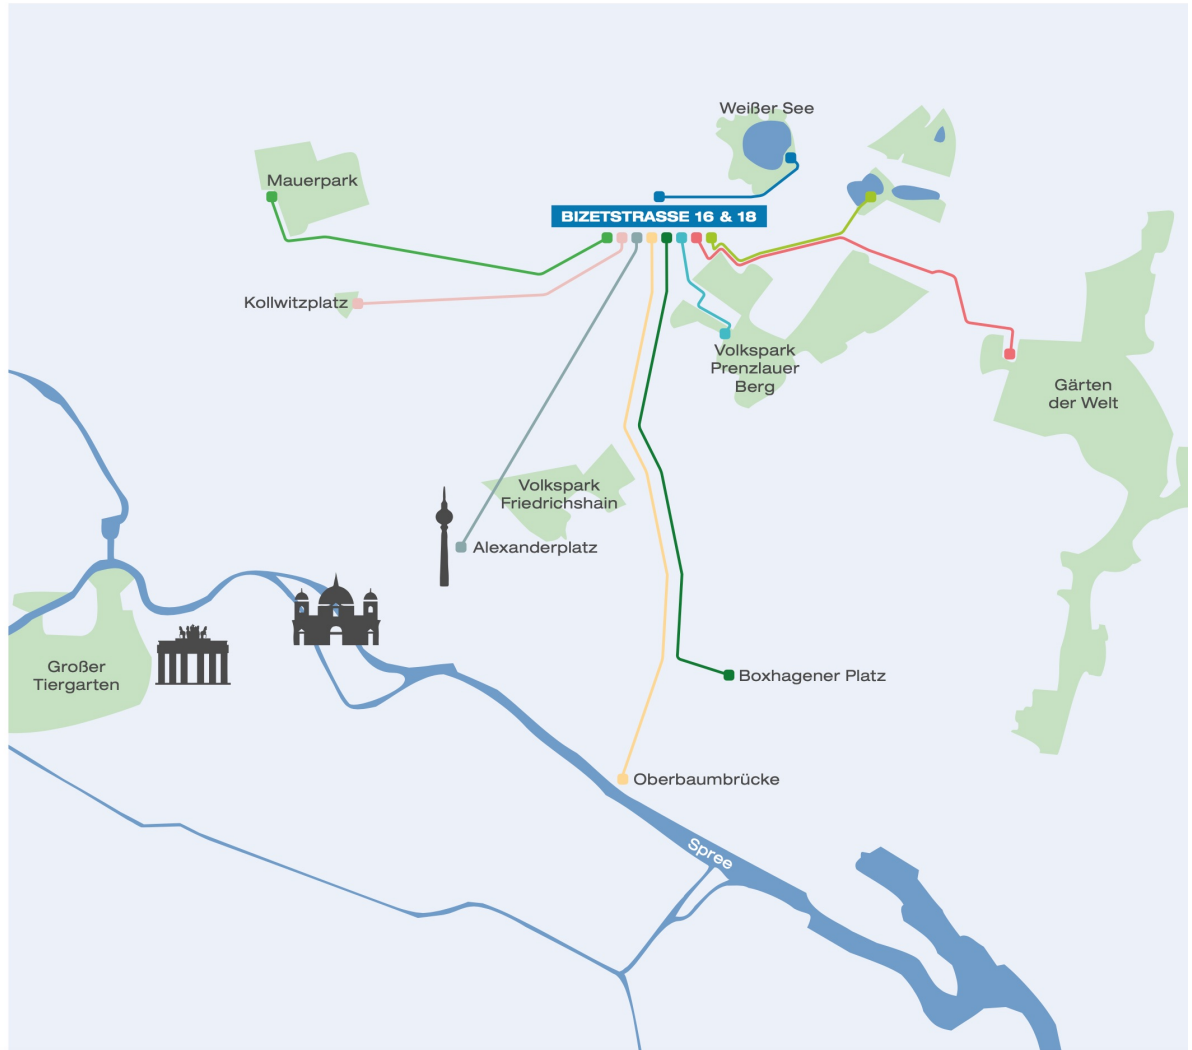 Weißer See
Mauerpark
BIZETSTRASSE 16 & 18
Kollwitzplatz
Volkspark
Prenzlauer
Berg
Gärten
der Welt
Volkspark
Friedrichshain
Alexanderplatz
Großer
Tiergarten
Boxhagener Platz
Oberbaumbrücke
Spree